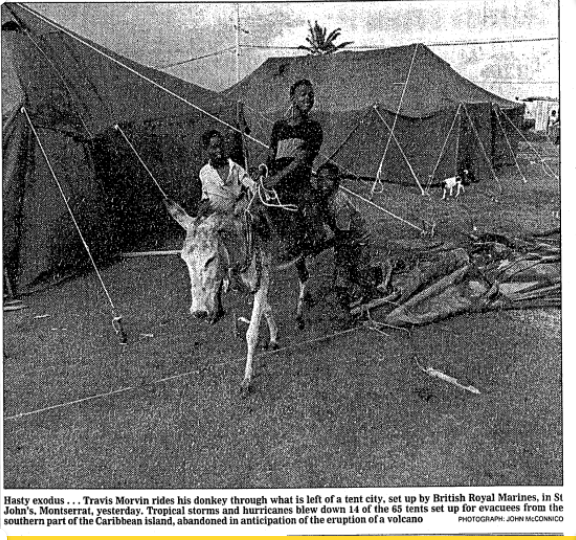 Hasty exodus . . . Travis Morvin rides his donkey through what is left of a tent city, set up by British Royal Marines, in St
John's, Montserrat, yesterday. Tropical storms and hurricanes blew down 14 of the 65 tents set up for evacuees from the
southern part of the Caribbean island, abandoned in anticipation of the eruption of a volcano PHOTOGRAPH: JOHN McCONNICO